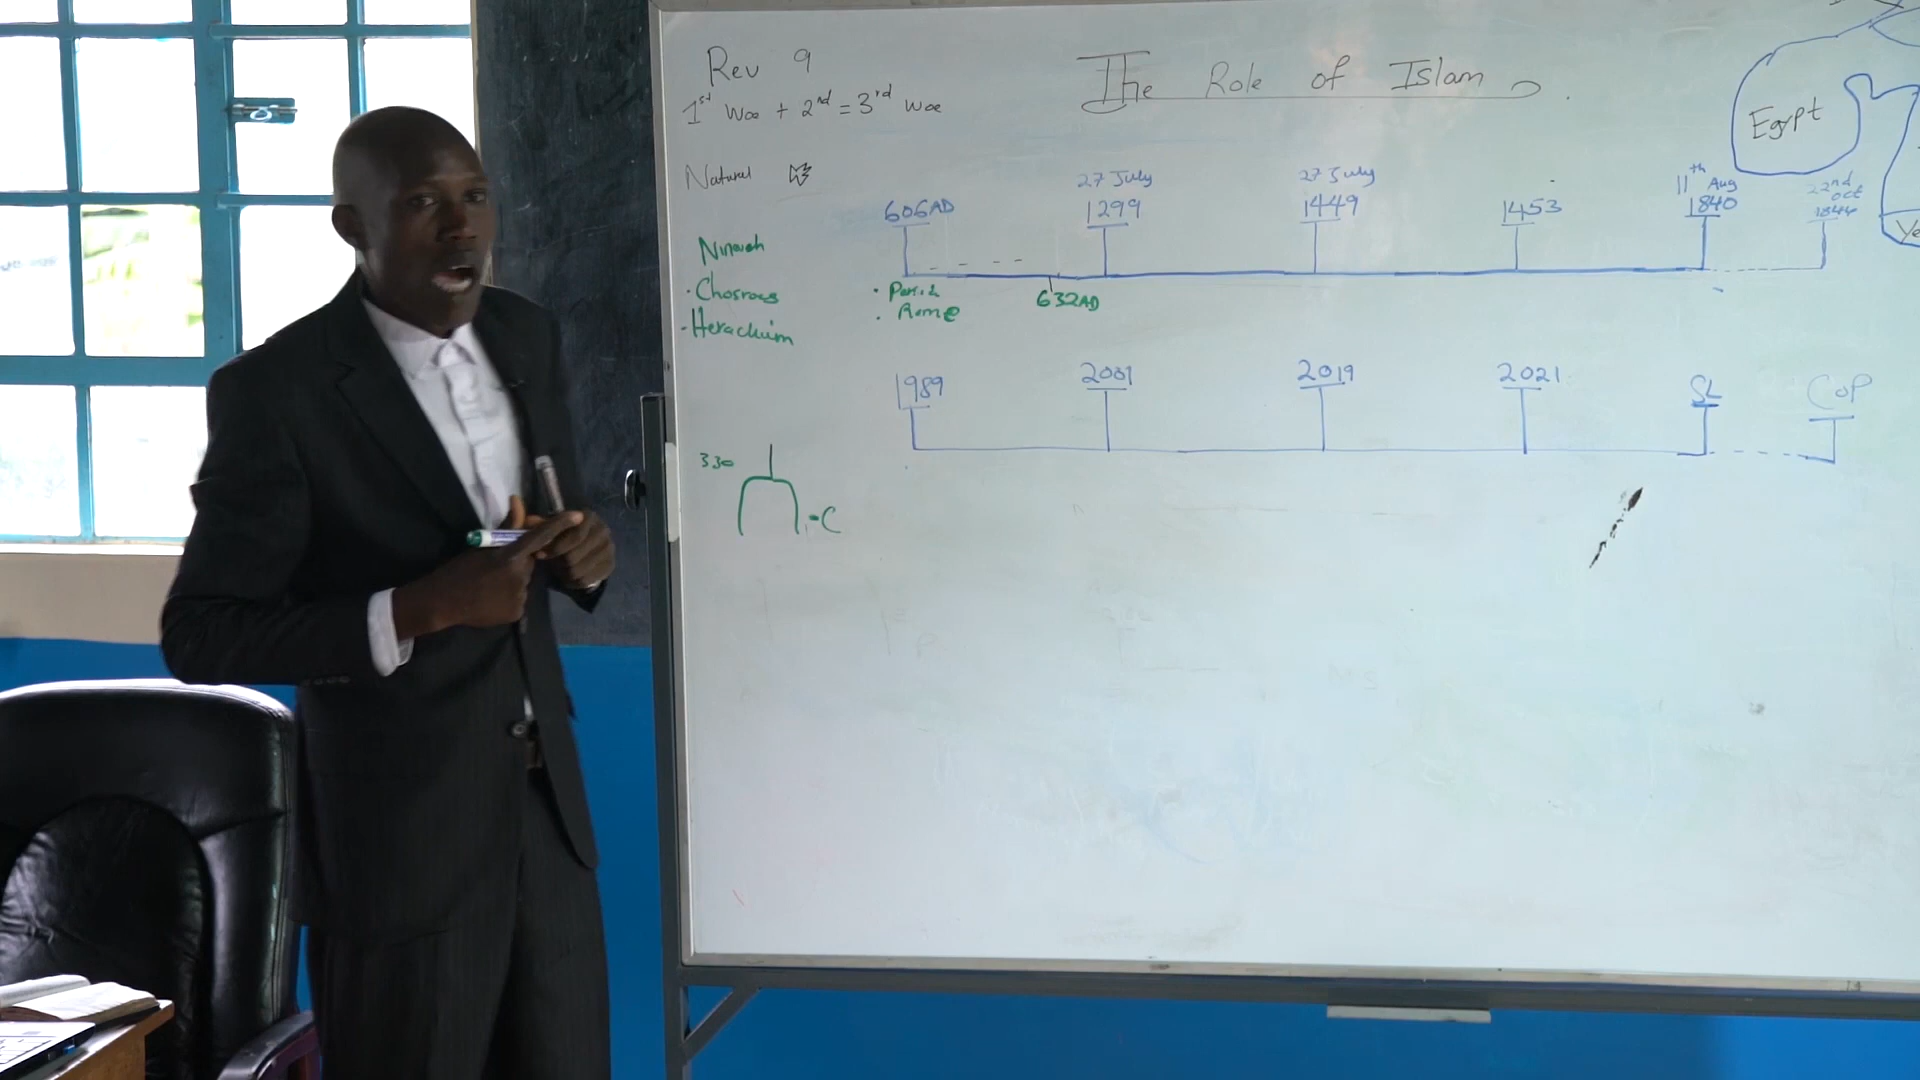 Rev 9
The Role of Islam
1st woe + 2nd = 3rd woe
Egypt
Natural
27 July
27 July
11th Aug
22nd oct
606AD
1299
1449
1453
1840
1844
Ninaveh
Chosroes
Persia
632AD
Rome
1989
2001
2019
2021
SL
CoP
330
C